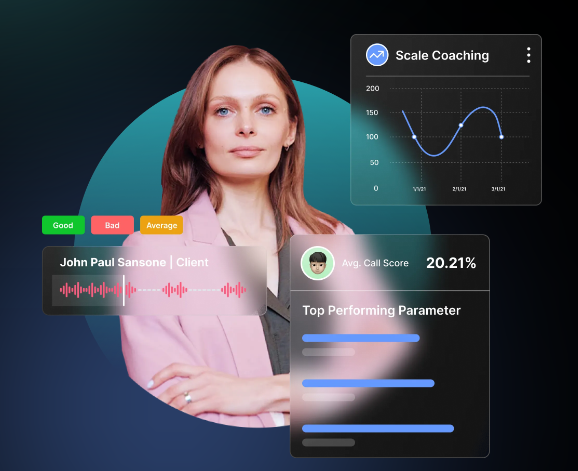 Scale Coaching
200
150
100
50
0
1/1/21 2/1/21 3/1/21
Good Bad Average
John Paul Sansone | Client
Avg. Call Score 20.21%
Top Performing Parameter